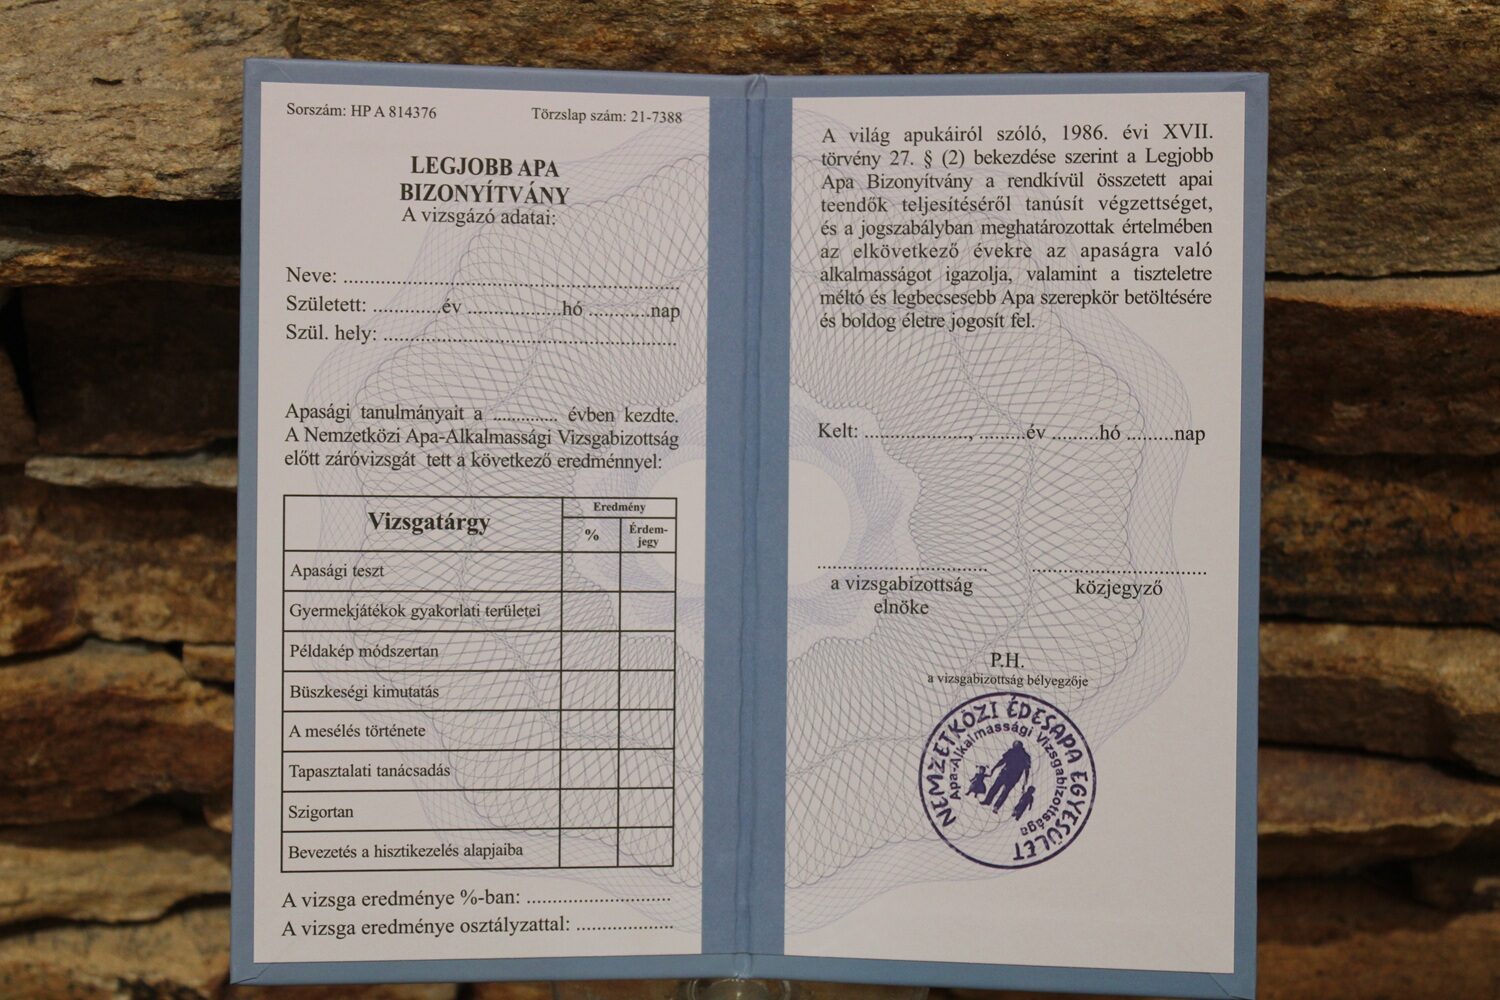 Sorszám: HP A 814376
Törzslap szám: 21-7388
LEGJOBB APA
BIZONYÍTVÁNY
A vizsgázó adatai:
Neve: ................................................................
Született: .............év ..................hó ............nap
Szül. hely: ........................................................
Apasági tanulmányait a ............. évben kezdte.
A Nemzetközi Apa-Alkalmassági Vizsgabizottság
előtt záróvizsgát tett a következő eredménnyel:
Vizsgatárgy
Eredmény
%
Érdem-
jegy
Apasági teszt
Gyermekjátékok gyakorlati területei
Példakép módszertan
Büszkeségi kimutatás
A mesélés története
Tapasztalati tanácsadás
Szigortan
Bevezetés a hisztikezelés alapjaiba
A vizsga eredménye %-ban: ...........................
A vizsga eredménye osztályzattal: ..................
A világ apukáiról szóló, 1986. évi XVII.
törvény 27. § (2) bekezdése szerint a Legjobb
Apa Bizonyítvány a rendkívül összetett apai
teendők teljesítéséről tanúsít végzettséget,
és a jogszabályban meghatározottak értelmében
az elkövetkező évekre az apaságra való
alkalmasságot igazolja, valamint a tiszteletre
méltó és legbecsesebb Apa szerepkör betöltésére
és boldog életre jogosít fel.
Kelt: ...................., .........év .........hó .........nap
a vizsgabizottság
elnöke
közjegyző
P.H.
a vizsgabizottság bélyegzője
NEMZETKÖZI ÉDESAPA EGYESÜLET
Apa-Alkalmassági Vizsgabizottsága